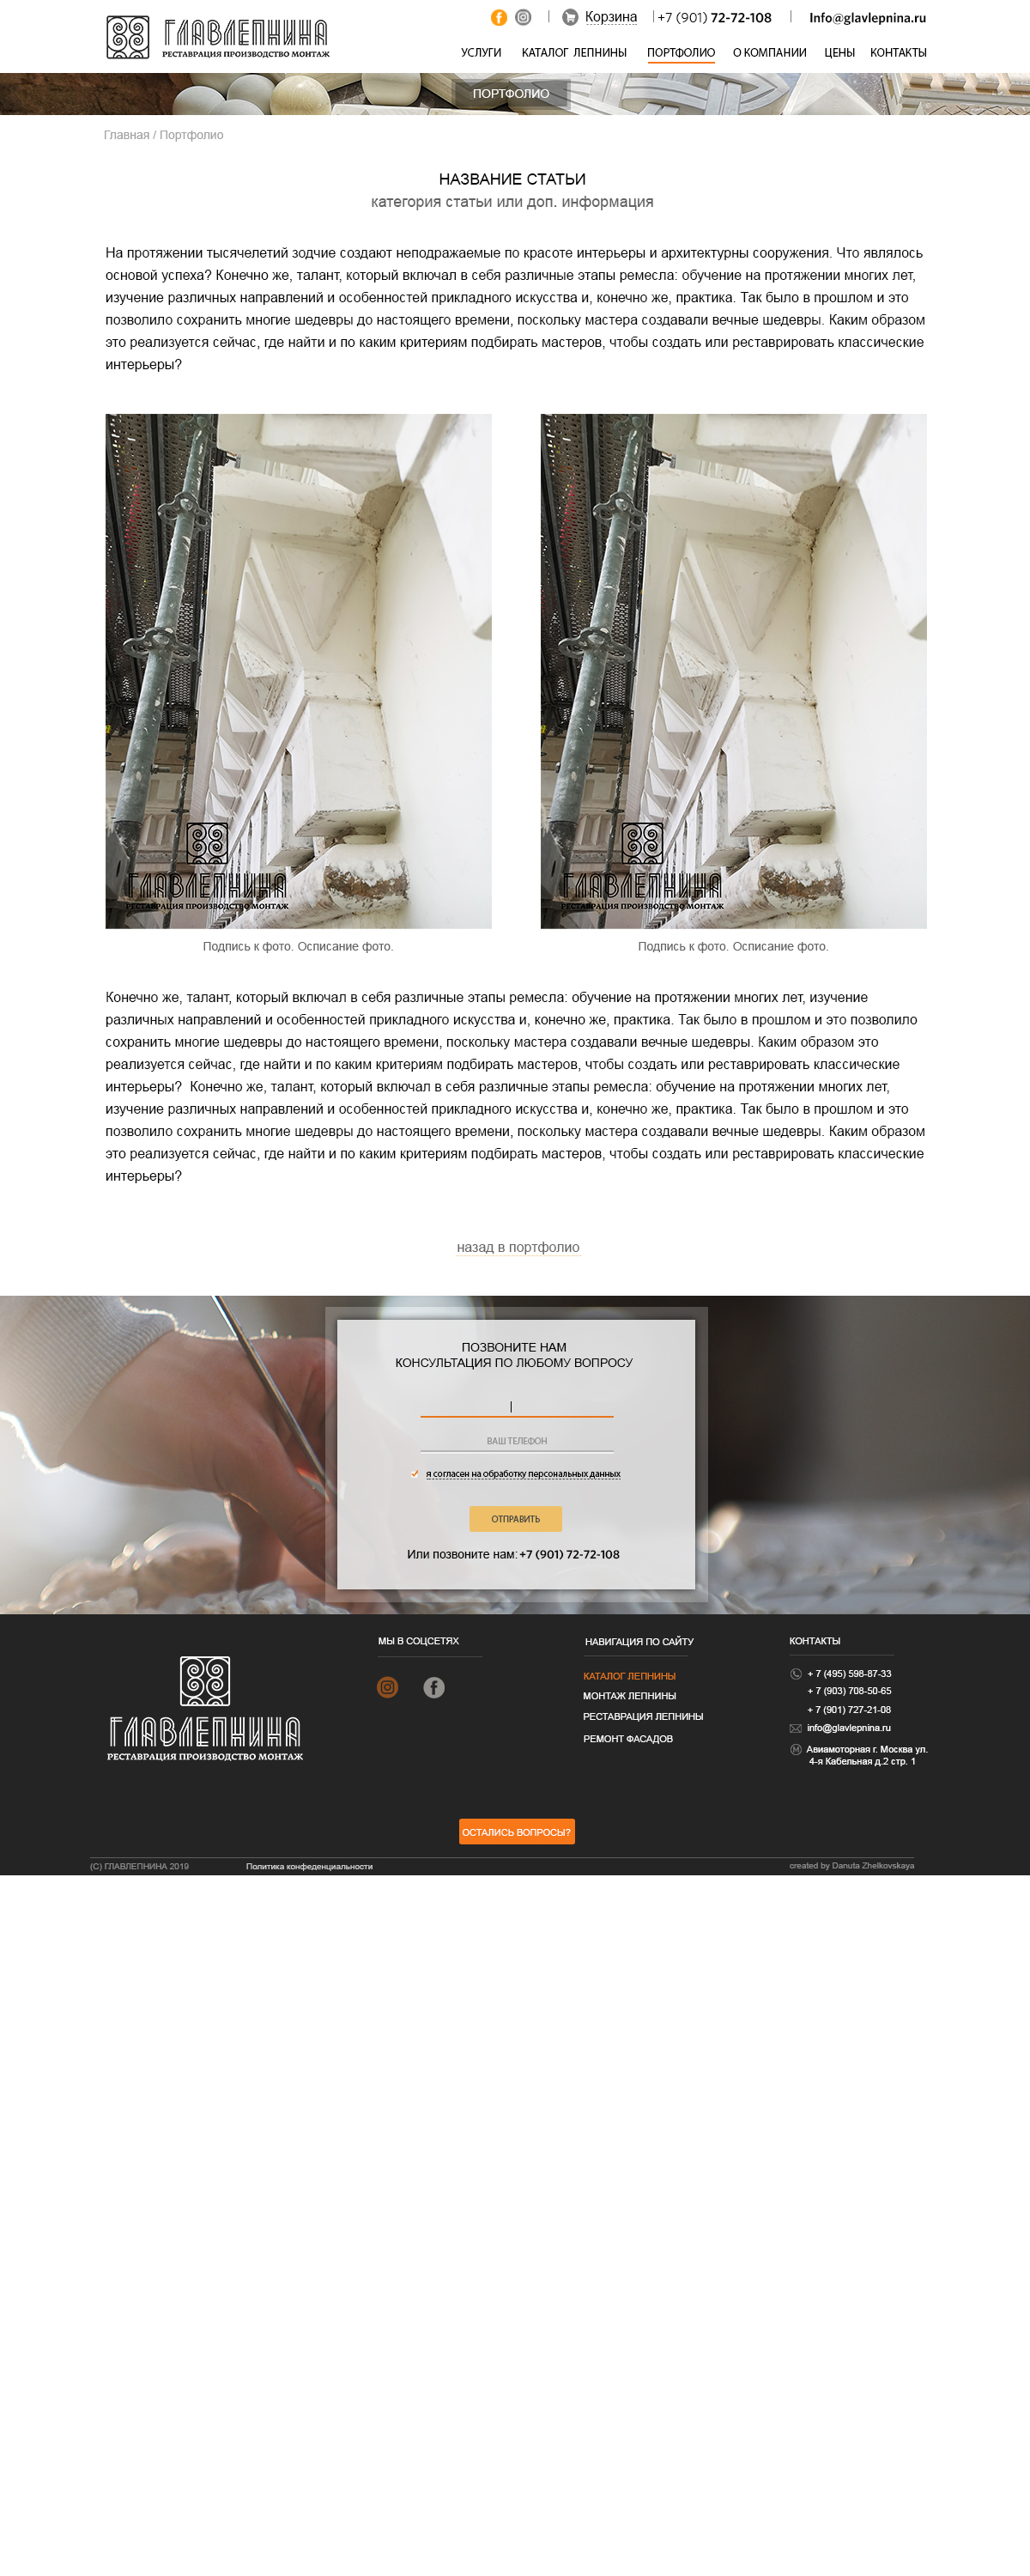 ГЛАВЛЕПНИНА
РЕСТАВРАЦИЯ ПРОИЗВОДСТВО МОНТАЖ
Корзина
+7 (901) 72-72-108
Info@glavlepnina.ru
УСЛУГИ КАТАЛОГ ЛЕПНИНЫ ПОРТФОЛИО О КОМПАНИИ ЦЕНЫ КОНТАКТЫ
ПОРТФОЛИО
Главная / Портфолио
НАЗВАНИЕ СТАТЬИ
категория статьи или доп. информация
На протяжении тысячелетий зодчие создают неподражаемые по красоте интерьеры и архитектурны сооружения. Что являлось
основой успеха? Конечно же, талант, который включал в себя различные этапы ремесла: обучение на протяжении многих лет,
изучение различных направлений и особенностей прикладного искусства и, конечно же, практика. Так было в прошлом и это
позволило сохранить многие шедевры до настоящего времени, поскольку мастера создавали вечные шедевры. Каким образом
это реализуется сейчас, где найти и по каким критериям подбирать мастеров, чтобы создать или реставрировать классические
интерьеры?
ГЛАВЛЕПНИНА
РЕСТАВРАЦИЯ ПРОИЗВОДСТВО МОНТАЖ
ГЛАВЛЕПНИНА
РЕСТАВРАЦИЯ ПРОИЗВОДСТВО МОНТАЖ
Подпись к фото. Осписание фото.
Подпись к фото. Осписание фото.
Конечно же, талант, который включал в себя различные этапы ремесла: обучение на протяжении многих лет, изучение
различных направлений и особенностей прикладного искусства и, конечно же, практика. Так было в прошлом и это позволило
сохранить многие шедевры до настоящего времени, поскольку мастера создавали вечные шедевры. Каким образом это
реализуется сейчас, где найти и по каким критериям подбирать мастеров, чтобы создать или реставрировать классические
интерьеры?  Конечно же, талант, который включал в себя различные этапы ремесла: обучение на протяжении многих лет,
изучение различных направлений и особенностей прикладного искусства и, конечно же, практика. Так было в прошлом и это
позволило сохранить многие шедевры до настоящего времени, поскольку мастера создавали вечные шедевры. Каким образом
это реализуется сейчас, где найти и по каким критериям подбирать мастеров, чтобы создать или реставрировать классические
интерьеры?
назад в портфолио
ПОЗВОНИТЕ НАМ
КОНСУЛЬТАЦИЯ ПО ЛЮБОМУ ВОПРОСУ
ВАШ ТЕЛЕФОН
я согласен на обработку персональных данных
ОТПРАВИТЬ
Или позвоните нам: +7 (901) 72-72-108
ГЛАВЛЕПНИНА
РЕСТАВРАЦИЯ ПРОИЗВОДСТВО МОНТАЖ
МЫ В СОЦСЕТЯХ
НАВИГАЦИЯ ПО САЙТУ
КАТАЛОГ ЛЕПНИНЫ
МОНТАЖ ЛЕПНИНЫ
РЕСТАВРАЦИЯ ЛЕПНИНЫ
РЕМОНТ ФАСАДОВ
КОНТАКТЫ
+ 7 (495) 598-87-33
+ 7 (903) 708-50-65
+ 7 (901) 727-21-08
info@glavlepnina.ru
Авиамоторная г. Москва ул.
4-я Кабельная д.2 стр. 1
ОСТАЛИСЬ ВОПРОСЫ?
(C) ГЛАВЛЕПНИНА 2019
Политика конфеденциальности
created by Danuta Zhelkovskaya